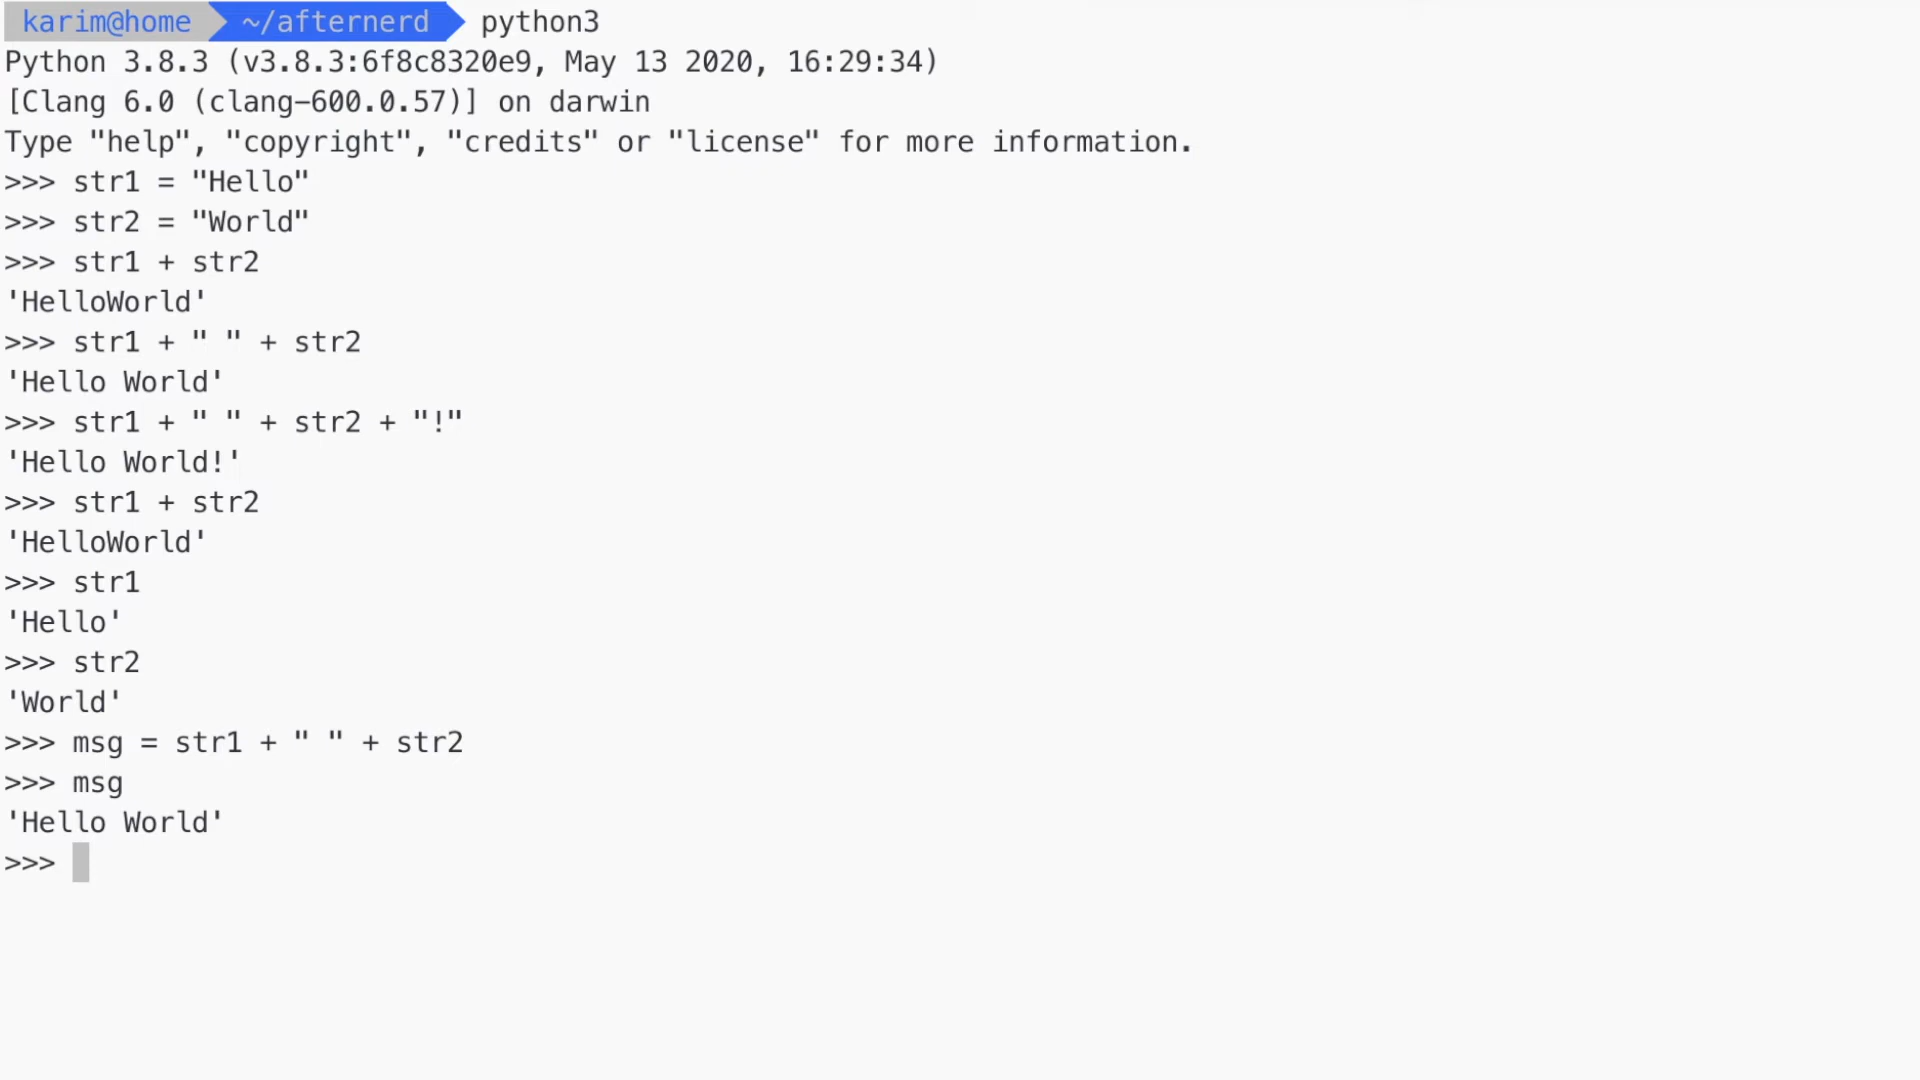 karim@home ~/afternerd python3
Python 3.8.3 (v3.8.3:6f8c8320e9, May 13 2020, 16:29:34)
[Clang 6.0 (clang-600.0.57)] on darwin
Type "help", "copyright", "credits" or "license" for more information.
>>> str1 = "Hello"
>>> str2 = "World"
>>> str1 + str2
'HelloWorld'
>>> str1 + " " + str2
'Hello World'
>>> str1 + " " + str2 + "!"
'Hello World!'
>>> str1 + str2
'HelloWorld'
>>> str1
'Hello'
>>> str2
'World'
>>> msg = str1 + " " + str2
>>> msg
'Hello World'
>>>